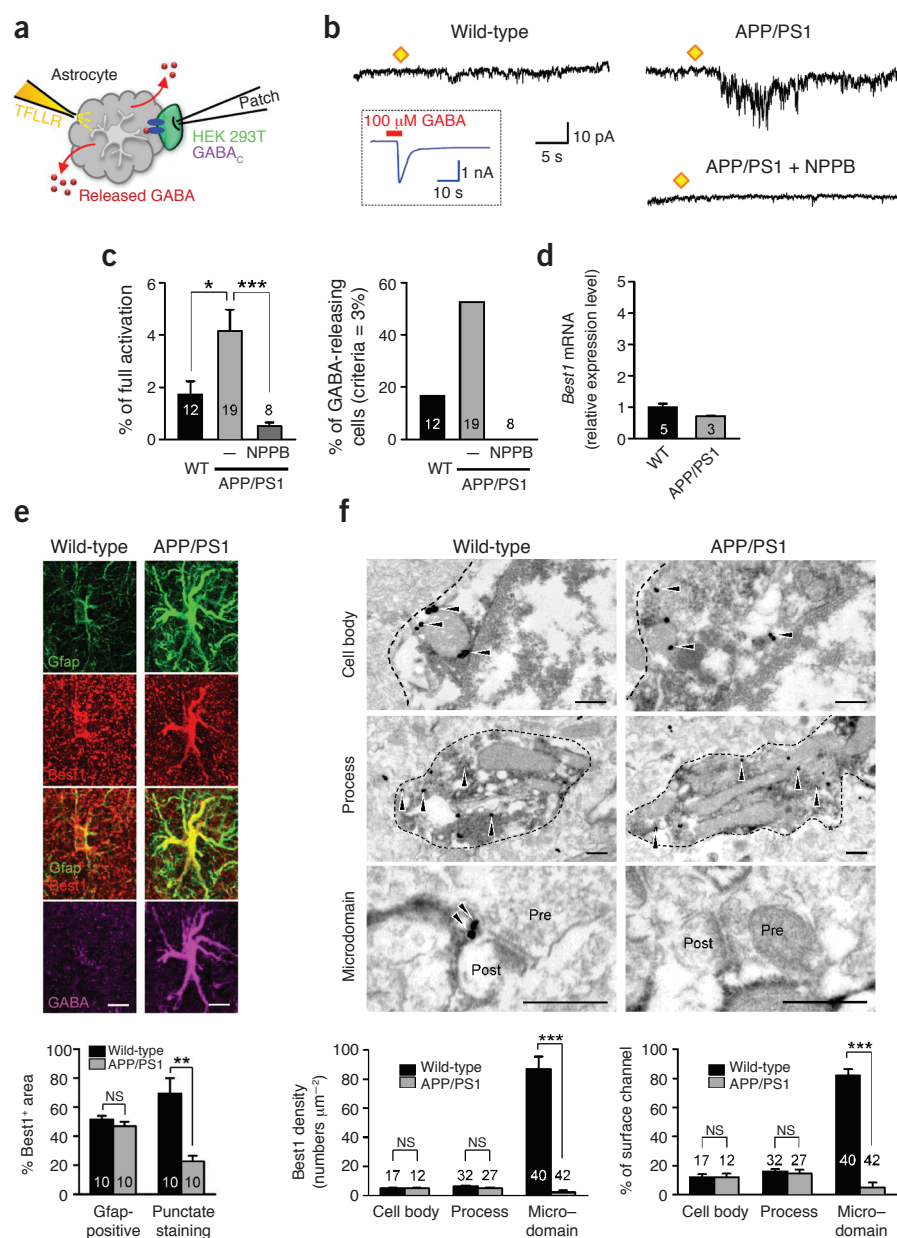 a
Astrocyte
TFLLR
Patch
HEK 293T
GABAC
Released GABA
b
Wild-type
APP/PS1
100 µM GABA
1 nA
10 s
10 pA
5 s
APP/PS1 + NPPB
c
% of full activation
6
4
2
0
*
***
12
19
8
WT
–
NPPB
APP/PS1
% of GABA-releasing
cells (criteria = 3%)
60
40
20
0
12
19
8
WT
–
NPPB
APP/PS1
d
Best1 mRNA
(relative expression level)
5
4
3
2
1
0
5
3
WT
APP/PS1
e
Wild-type
APP/PS1
Gfap
Best1
Gfap
Best1
GABA
% Best1+ area
100
80
60
40
20
0
Wild-type
APP/PS1
NS
**
10
10
10
10
Gfap-
positive
Punctate
staining
f
Wild-type
APP/PS1
Cell body
Process
Microdomain
Pre
Post
Post
Pre
Best1 density
(numbers µm−2)
100
80
60
40
20
0
Wild-type
APP/PS1
***
NS
NS
17
12
32
27
40
42
Cell body
Process
Micro–
domain
% of surface channel
100
80
60
40
20
0
Wild-type
APP/PS1
***
NS
NS
17
12
32
27
40
42
Cell body
Process
Micro–
domain